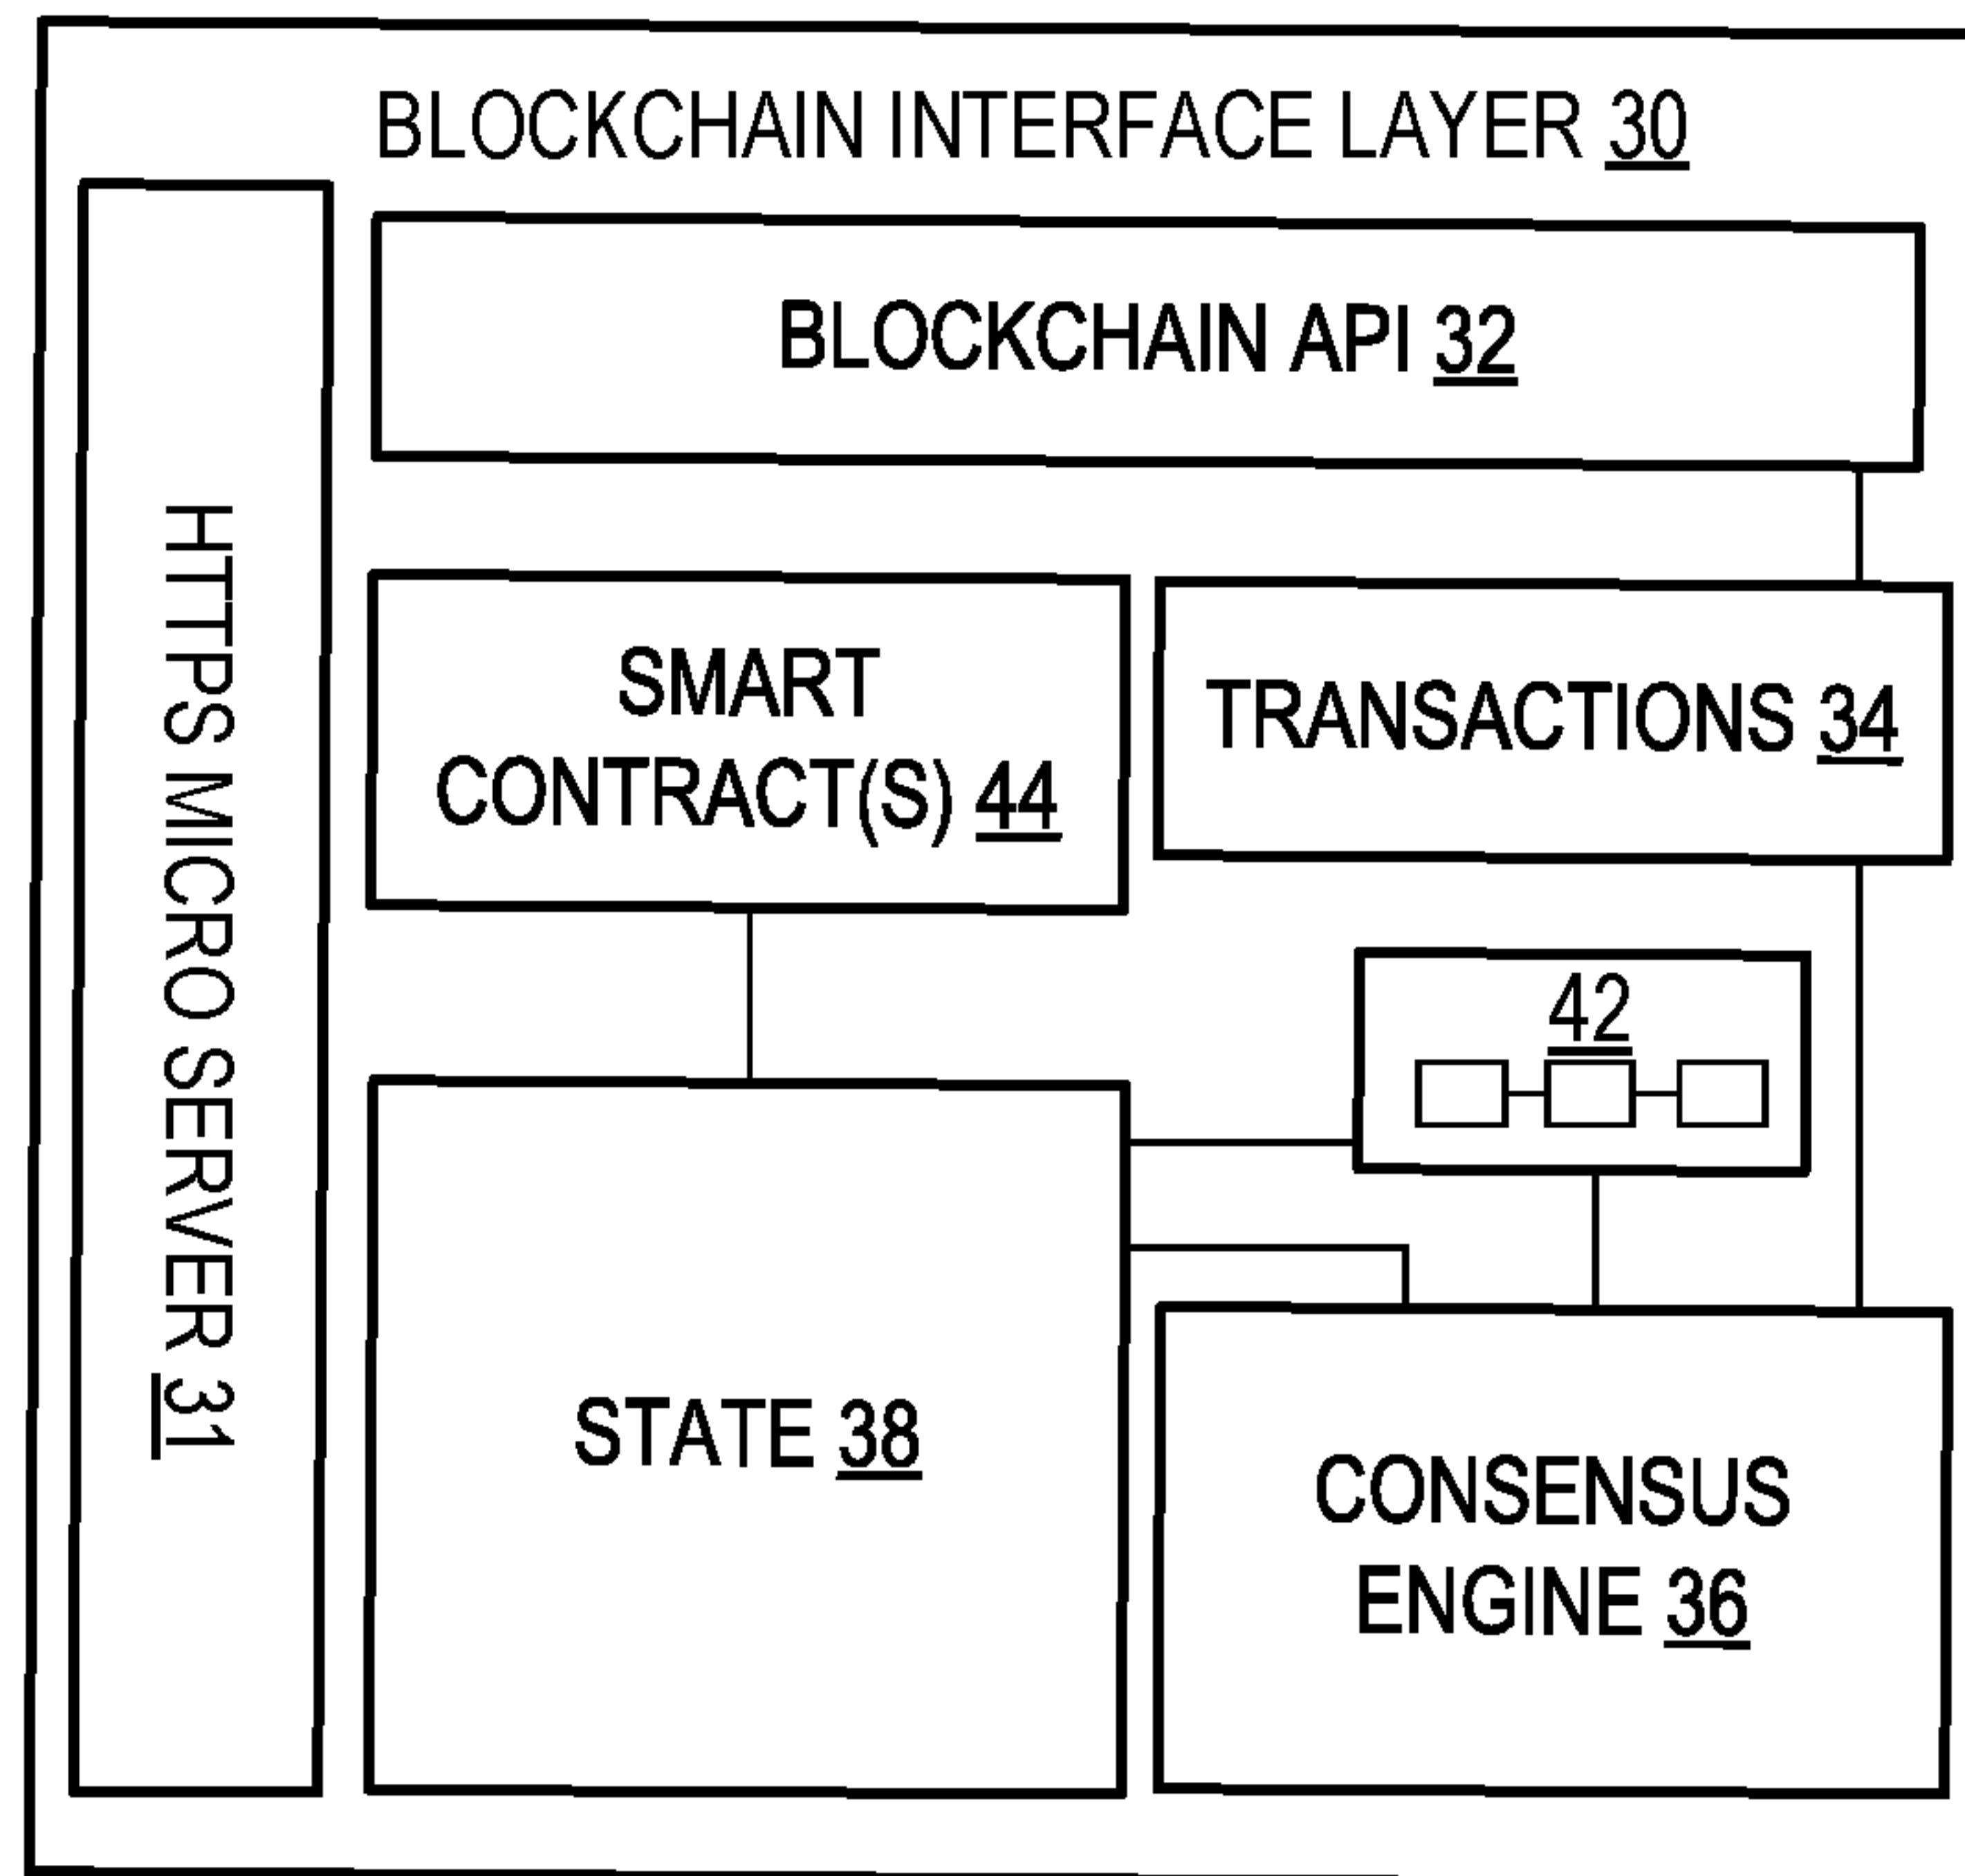 BLOCKCHAIN INTERFACE LAYER 30
HTTPS MICRO SERVER 31
BLOCKCHAIN API 32
SMART
CONTRACT(S) 44
TRANSACTIONS 34
42
STATE 38
CONSENSUS
ENGINE 36